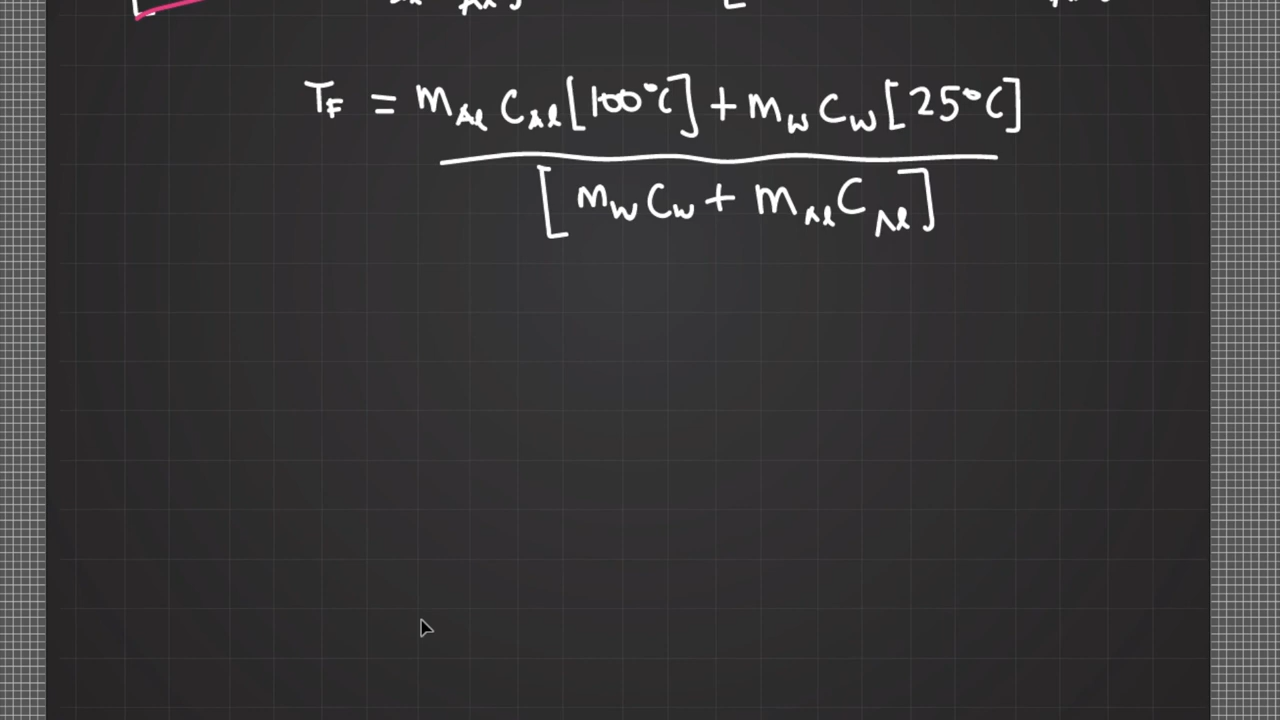 T_F = m_Al C_Al [100°C] + m_w C_w [25°C]
[m_w C_w + m_Al C_Al]